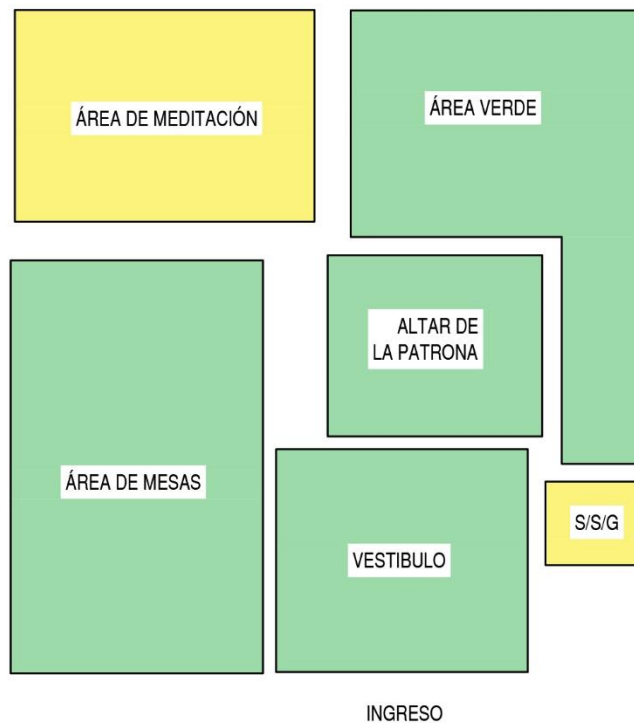 ÁREA DE MEDITACIÓN
ÁREA VERDE
ALTAR DE
LA PATRONA
ÁREA DE MESAS
S/S/G
VESTIBULO
INGRESO